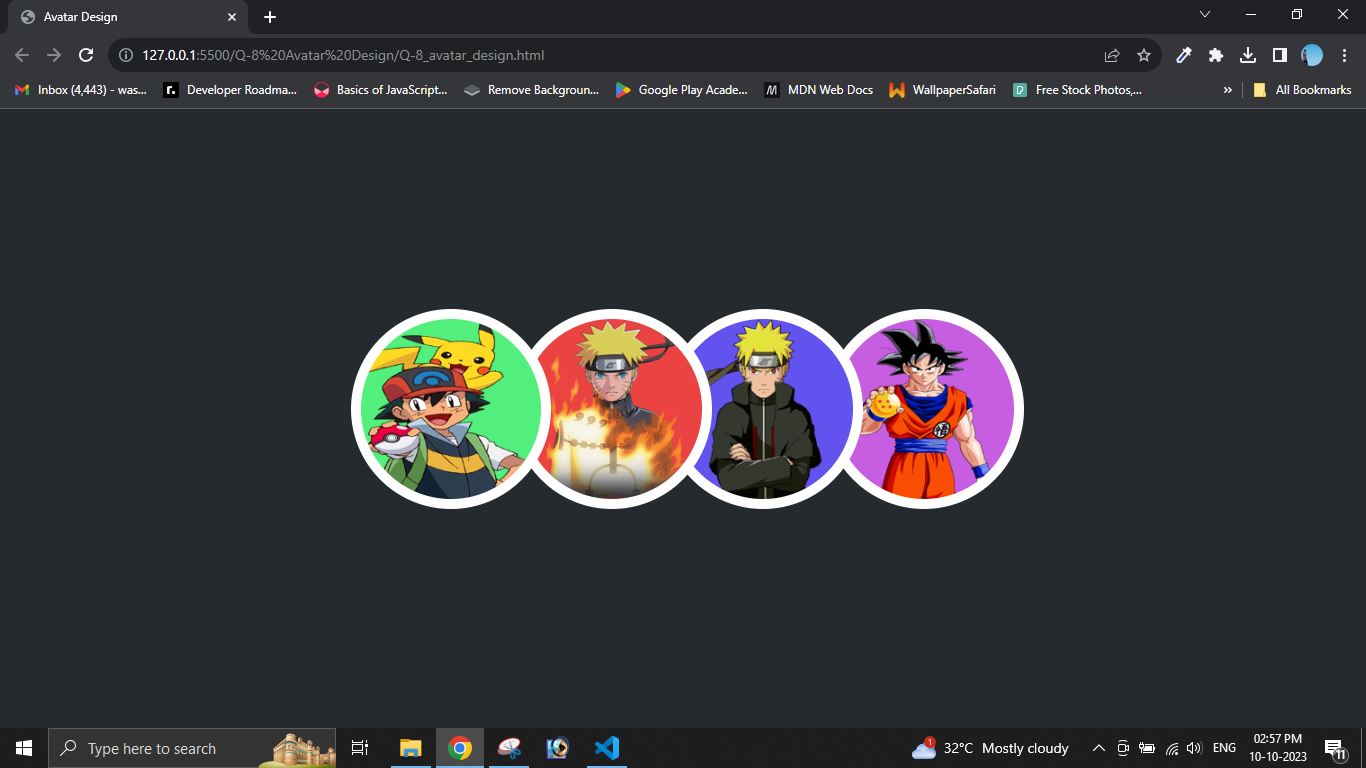 Avatar Design
127.0.0.1:5500/Q-8%20Avatar%20Design/Q-8_avatar_design.html
Inbox (4,443) - was...
r.
Developer Roadma...
Basics of JavaScript...
Remove Backgroun...
Google Play Acade...
M
MDN Web Docs
WallpaperSafari
Free Stock Photos,...
»
All Bookmarks
悟
Type here to search
1
32°C Mostly cloudy
ENG
02:57 PM
10-10-2023
11